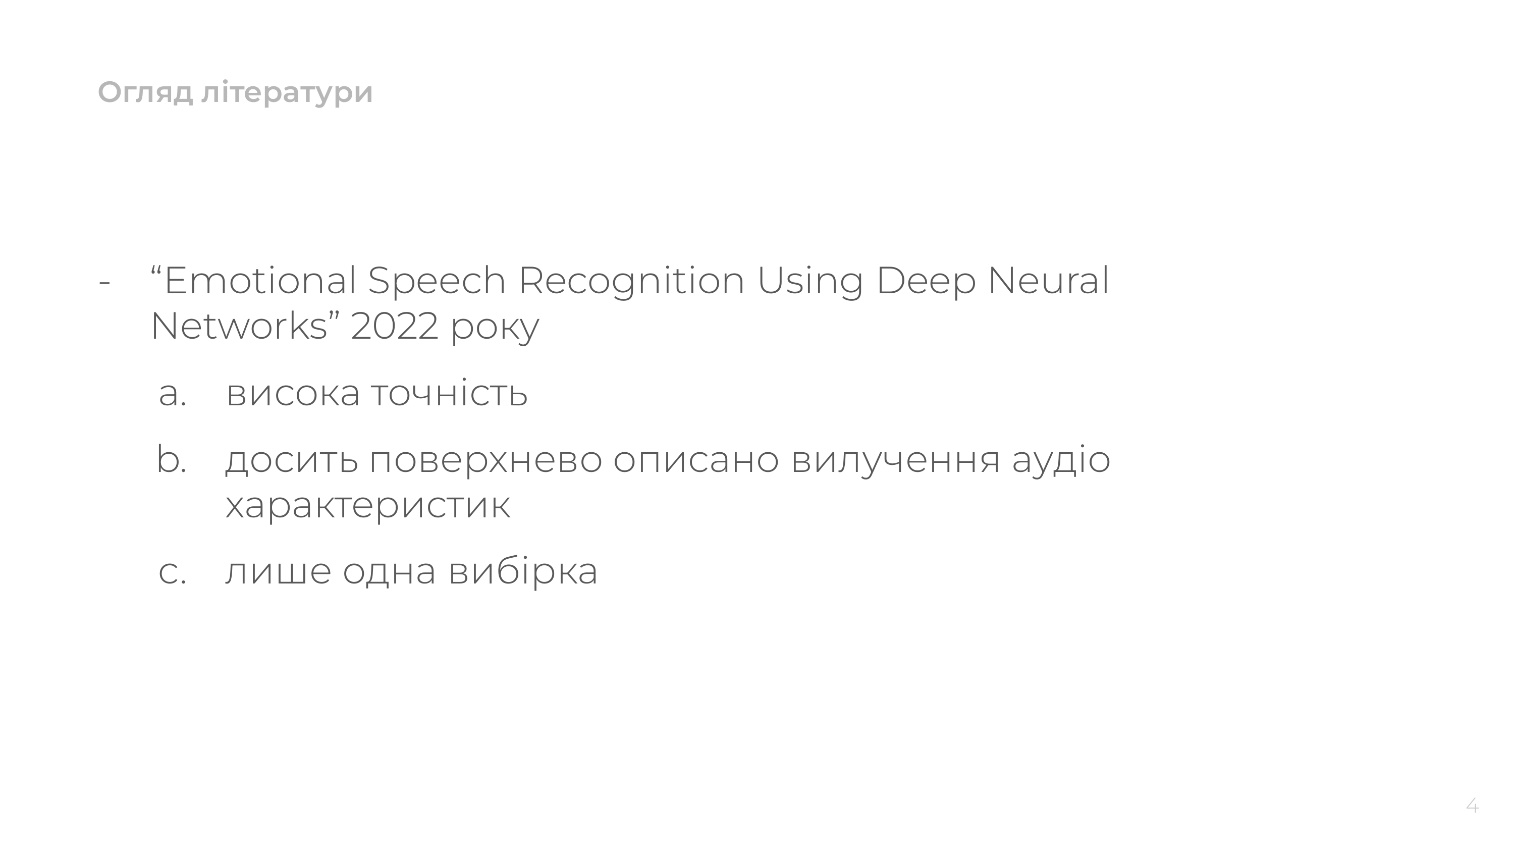 Огляд літератури
- “Emotional Speech Recognition Using Deep Neural
Networks” 2022 року
a. висока точність
b. досить поверхнево описано вилучення аудіо
характеристик
c. лише одна вибірка
4